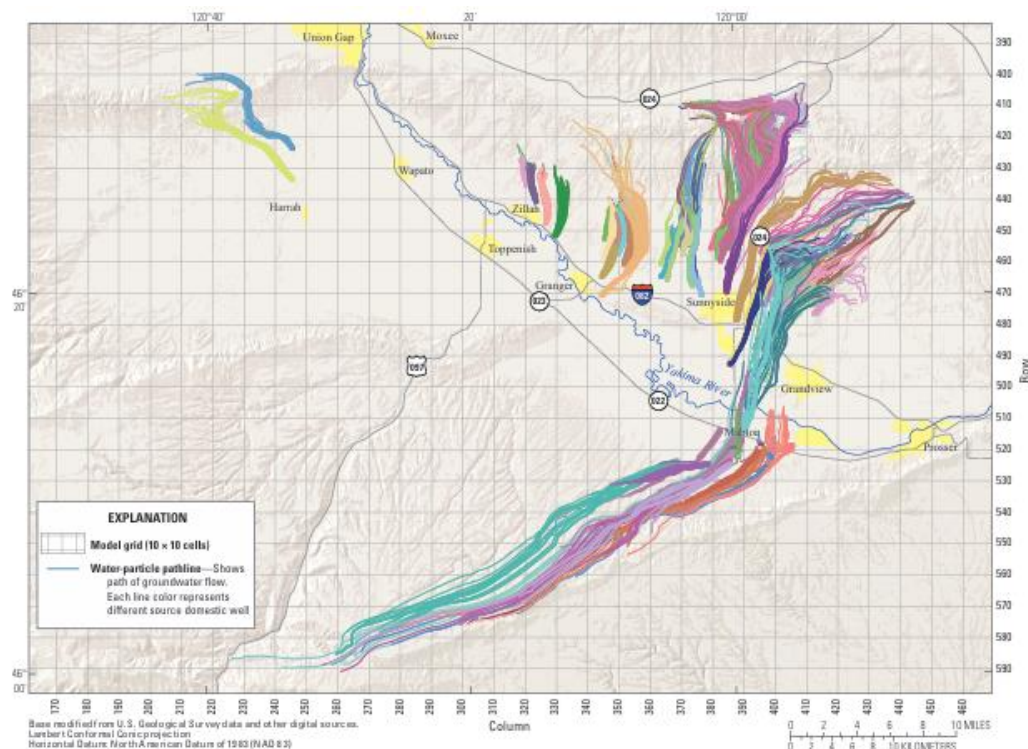 120°40' 20' 120°00'
Union Gap
Moxee
024
Wapato
Harrah
Zillah
Toppenish
024
Granger
082
Sunnyside
46°
20'
023
097
Yakima River
Grandview
022
Prosser
390
400
410
420
430
440
450
460
470
480
490
500
510
520
530
540
550
560
570
580
590
Row
EXPLANATION
Model grid (10 × 10 cells)
Water-particle pathline—Shows
path of groundwater flow.
Each line color represents
different source domestic well
46°
00'
170 180 190 200 210 220 230 240 250 260 270 280 290 300 310 320 330 340 350 360 370 380 390 400 410 420 430 440 450 460
Column
Base modified from U.S. Geological Survey data and other digital sources.
Lambert Conformal Conic projection
Horizontal Datum: North American Datum of 1983 (NAD 83)
0 2 4 6 8 10 MILES
0 2 4 6 8 10 KILOMETERS